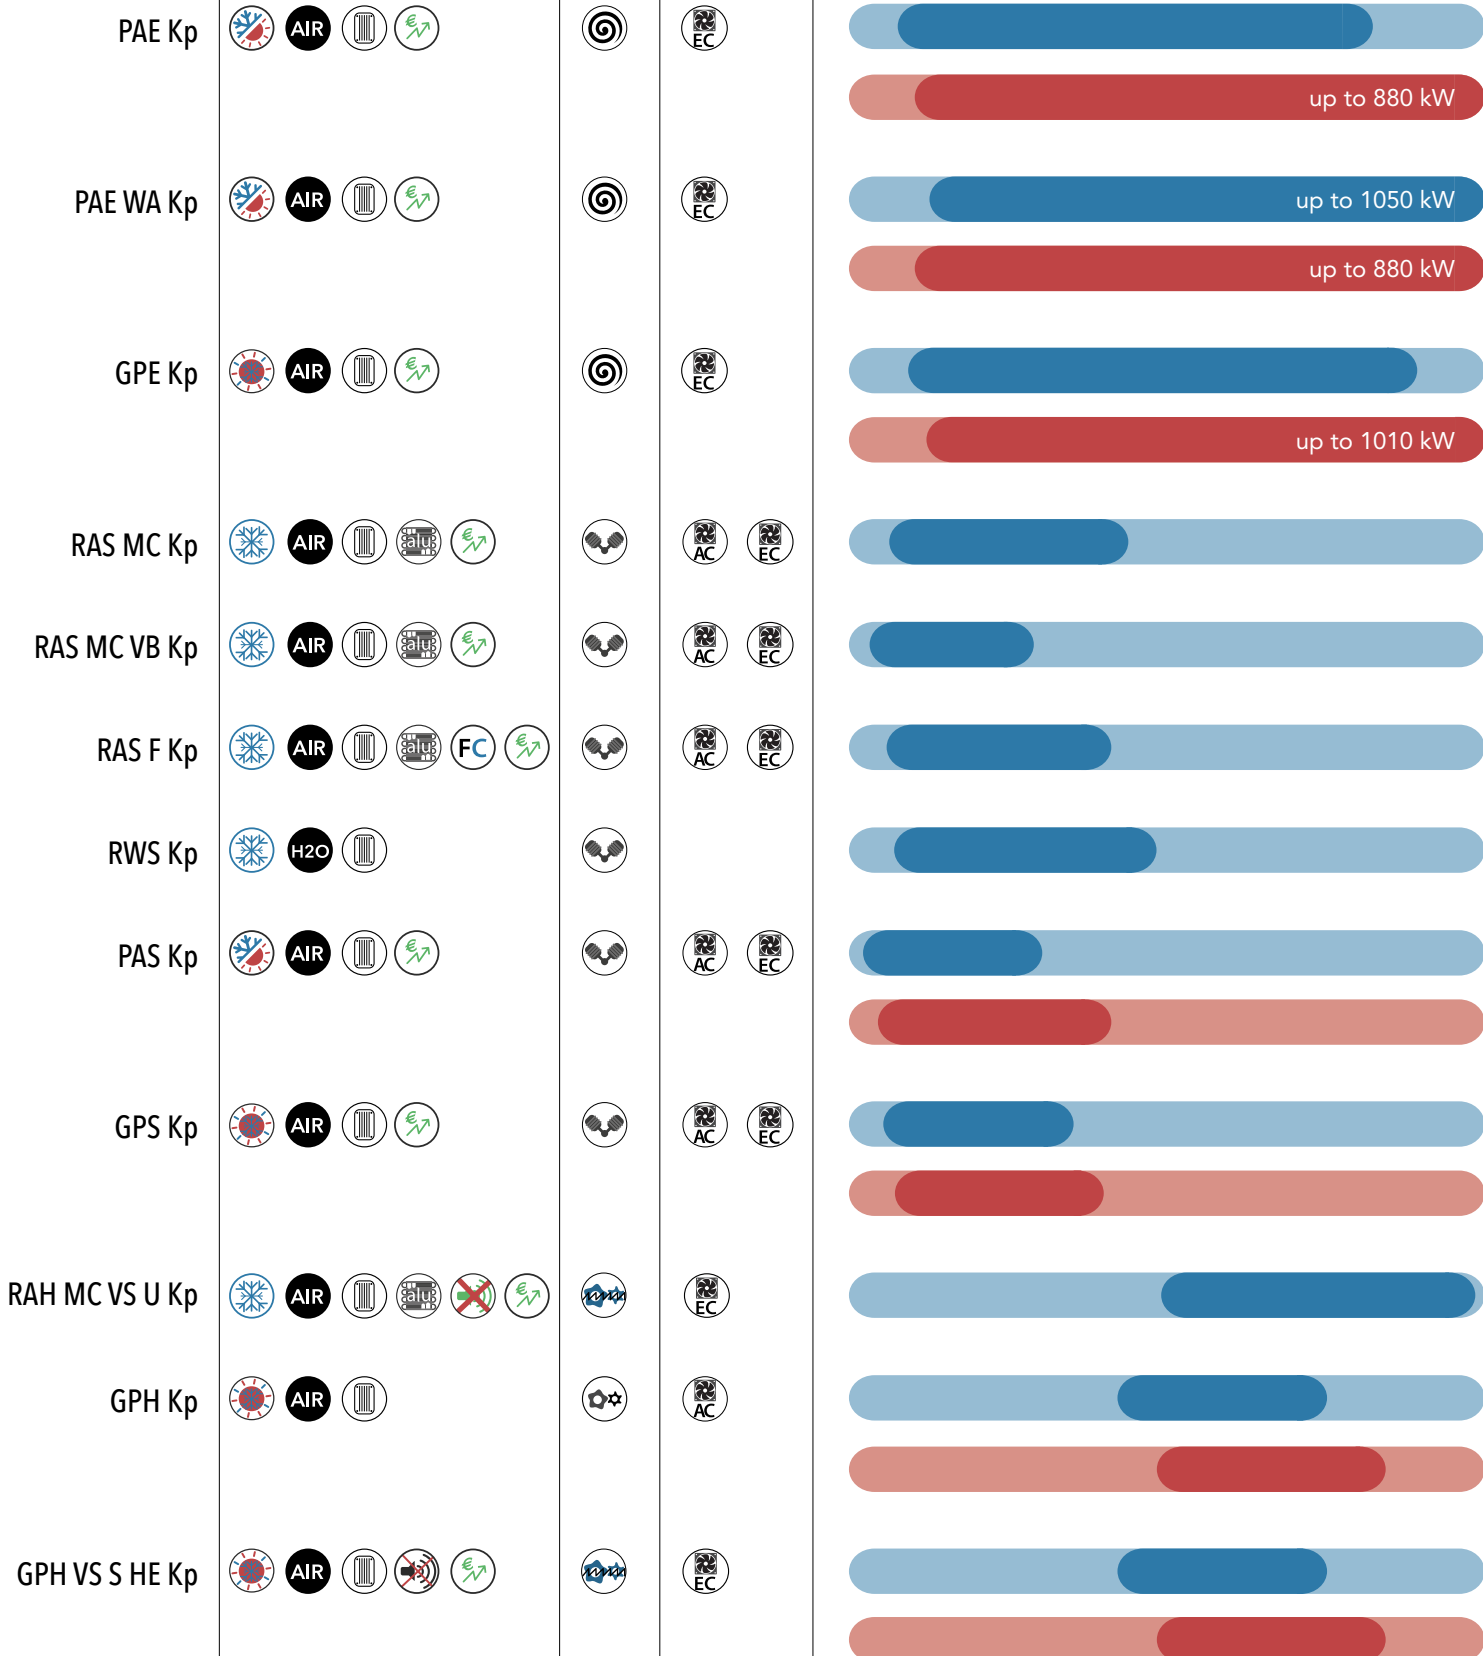 PAE Kp AIR € EC
up to 880 kW
PAE WA Kp AIR € EC up to 1050 kW
up to 880 kW
GPE Kp AIR € EC
up to 1010 kW
RAS MC Kp AIR alu € AC EC
RAS MC VB Kp AIR alu € AC EC
RAS F Kp AIR alu FC € AC EC
RWS Kp H2O
PAS Kp AIR € AC EC
GPS Kp AIR € AC EC
RAH MC VS U Kp AIR alu € EC
GPH Kp AIR AC
GPH VS S HE Kp AIR € EC